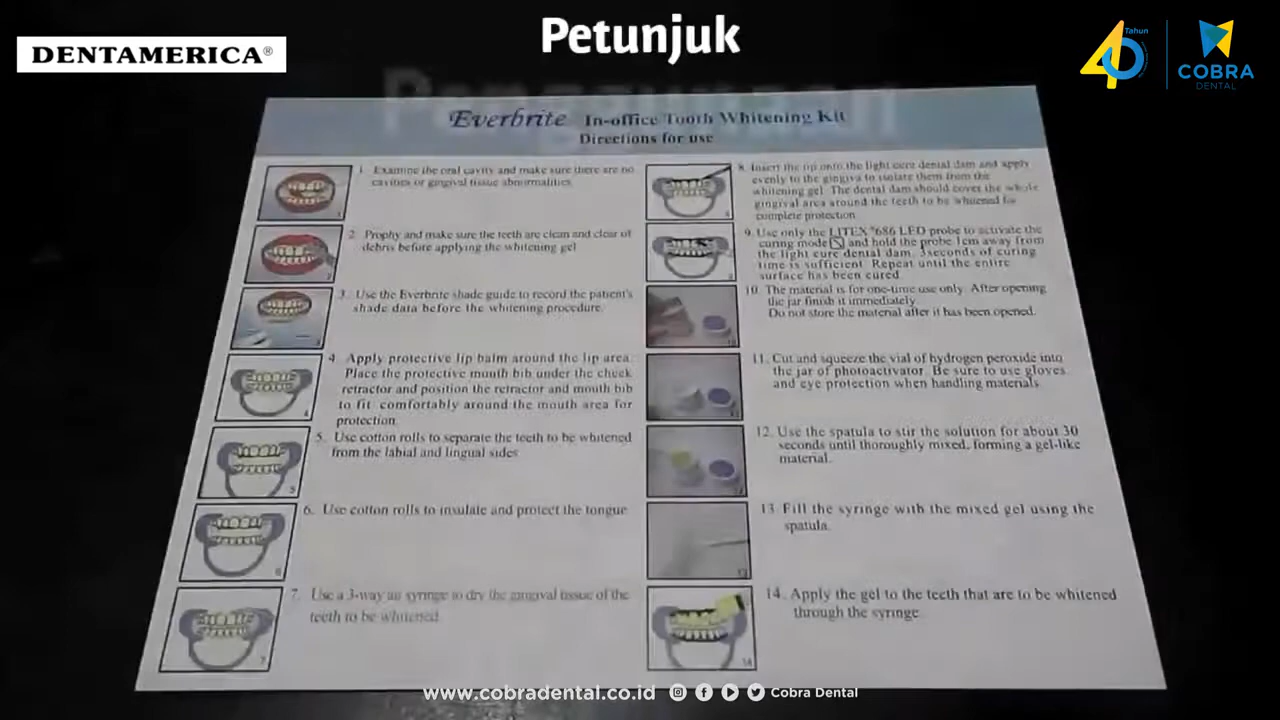 Petunjuk
DENTAMERICA®
40 Tahun
COBRA
DENTAL
Everbrite In-office Tooth Whitening Kit
Directions for use
1. Examine the oral cavity and make sure there are no
cavities or gingival tissue abnormalities.
2. Prophy and make sure the teeth are clean and clear of
debris before applying the whitening gel
3. Use the Everbrite shade guide to record the patient's
shade data before the whitening procedure.
4. Apply protective lip balm around the lip area.
Place the protective mouth bib under the cheek
retractor and position the retractor and mouth bib
to fit comfortably around the mouth area for
protection.
5. Use cotton rolls to separate the teeth to be whitened
from the labial and lingual sides
6. Use cotton rolls to insulate and protect the tongue
7. Use a 3-way air syringe to dry the gingival tissue of the
teeth to be whitened.
8. Insert the tip onto the light cure dental dam and apply
evenly to the gingiva to isolate them from the
whitening gel. The dental dam should cover the whole
gingival area around the teeth to be whitened for
complete protection
9. Use only the LITEX 686 LED probe to activate the
curing mode and hold the probe 1cm away from
the light cure dental dam. 3seconds of curing
time is sufficient. Repeat until the entire
surface has been cured
10. The material is for one-time use only. After opening
the jar finish it immediately.
Do not store the material after it has been opened.
11. Cut and squeeze the vial of hydrogen peroxide into
the jar of photoactivator. Be sure to use gloves
and eye protection when handling materials
12. Use the spatula to stir the solution for about 30
seconds until thoroughly mixed, forming a gel-like
material.
13. Fill the syringe with the mixed gel using the
spatula.
14. Apply the gel to the teeth that are to be whitened
through the syringe.
www.cobradental.co.id Cobra Dental